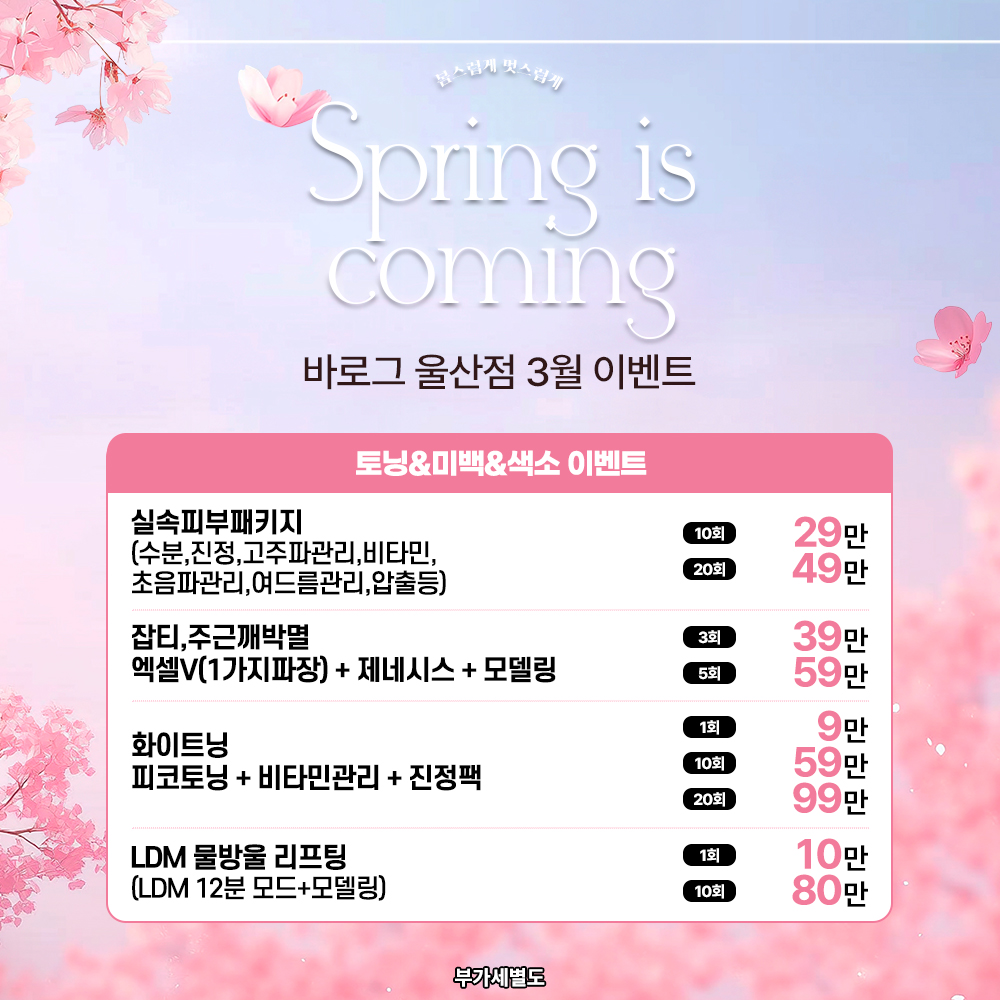 봄스럽게 멋스럽게
Spring is
coming
바로그 울산점 3월 이벤트
토닝&미백&색소 이벤트
실속피부패키지
(수분,진정,고주파관리,비타민,
초음파관리,여드름관리,압출등)
10회 29만
20회 49만
잡티,주근깨박멸
엑셀V(1가지파장) + 제네시스 + 모델링
3회 39만
5회 59만
화이트닝
피코토닝 + 비타민관리 + 진정팩
1회 9만
10회 59만
20회 99만
LDM 물방울 리프팅
(LDM 12분 모드+모델링)
1회 10만
10회 80만
부가세별도